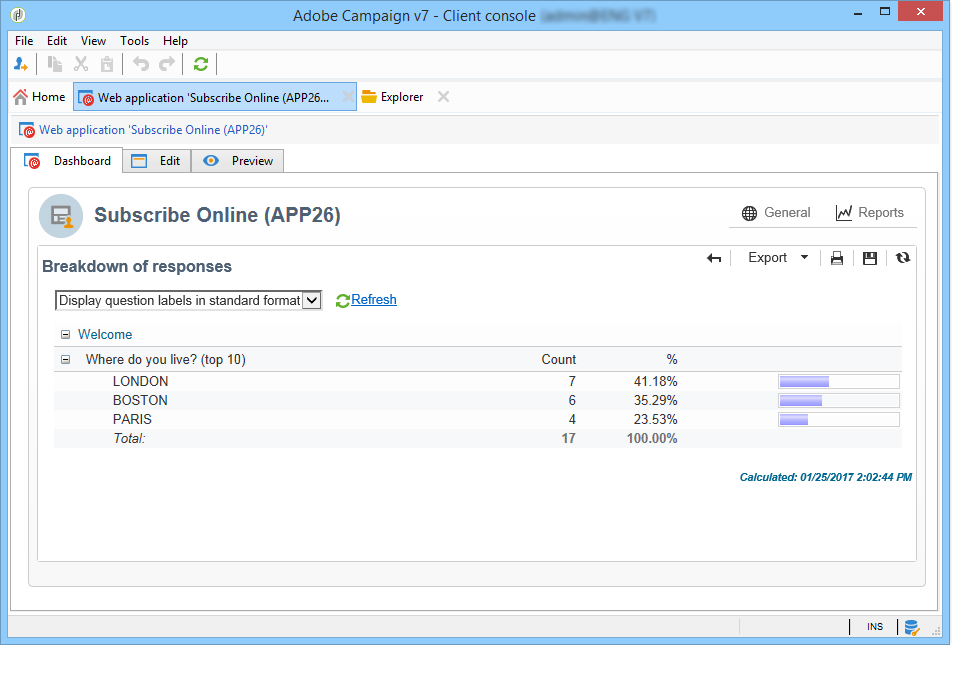 Adobe Campaign v7 - Client console
File Edit View Tools Help
Home Web application 'Subscribe Online (APP26... Explorer
Web application 'Subscribe Online (APP26)'
Dashboard Edit Preview
Subscribe Online (APP26) General Reports
Export
Breakdown of responses
Display question labels in standard format Refresh
Welcome
Where do you live? (top 10) Count %
LONDON 7 41.18%
BOSTON 6 35.29%
PARIS 4 23.53%
Total: 17 100.00%
Calculated: 01/25/2017 2:02:44 PM
INS